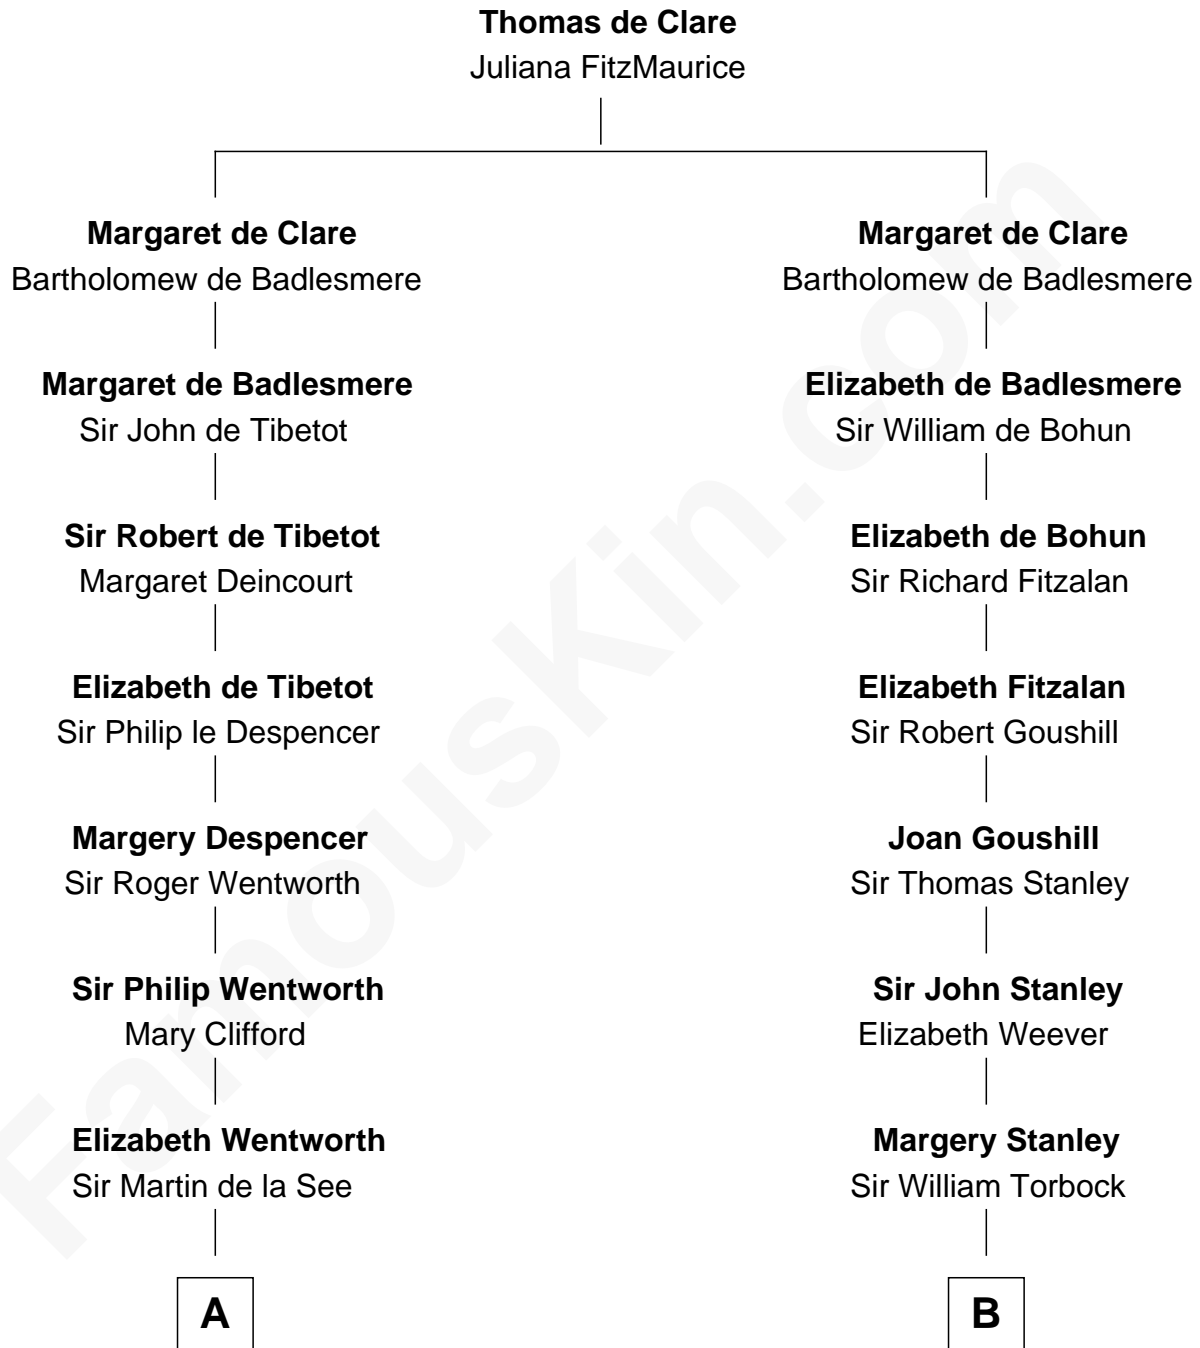 Thomas de Clare
Juliana FitzMaurice
Margaret de Clare
Bartholomew de Badlesmere
Margaret de Badlesmere
Sir John de Tibetot
Sir Robert de Tibetot
Margaret Deincourt
Elizabeth de Tibetot
Sir Philip le Despencer
Margery Despencer
Sir Roger Wentworth
Sir Philip Wentworth
Mary Clifford
Elizabeth Wentworth
Sir Martin de la See
A
Margaret de Clare
Bartholomew de Badlesmere
Elizabeth de Badlesmere
Sir William de Bohun
Elizabeth de Bohun
Sir Richard Fitzalan
Elizabeth Fitzalan
Sir Robert Goushill
Joan Goushill
Sir Thomas Stanley
Sir John Stanley
Elizabeth Weever
Margery Stanley
Sir William Torbock
B
FamousKin.com